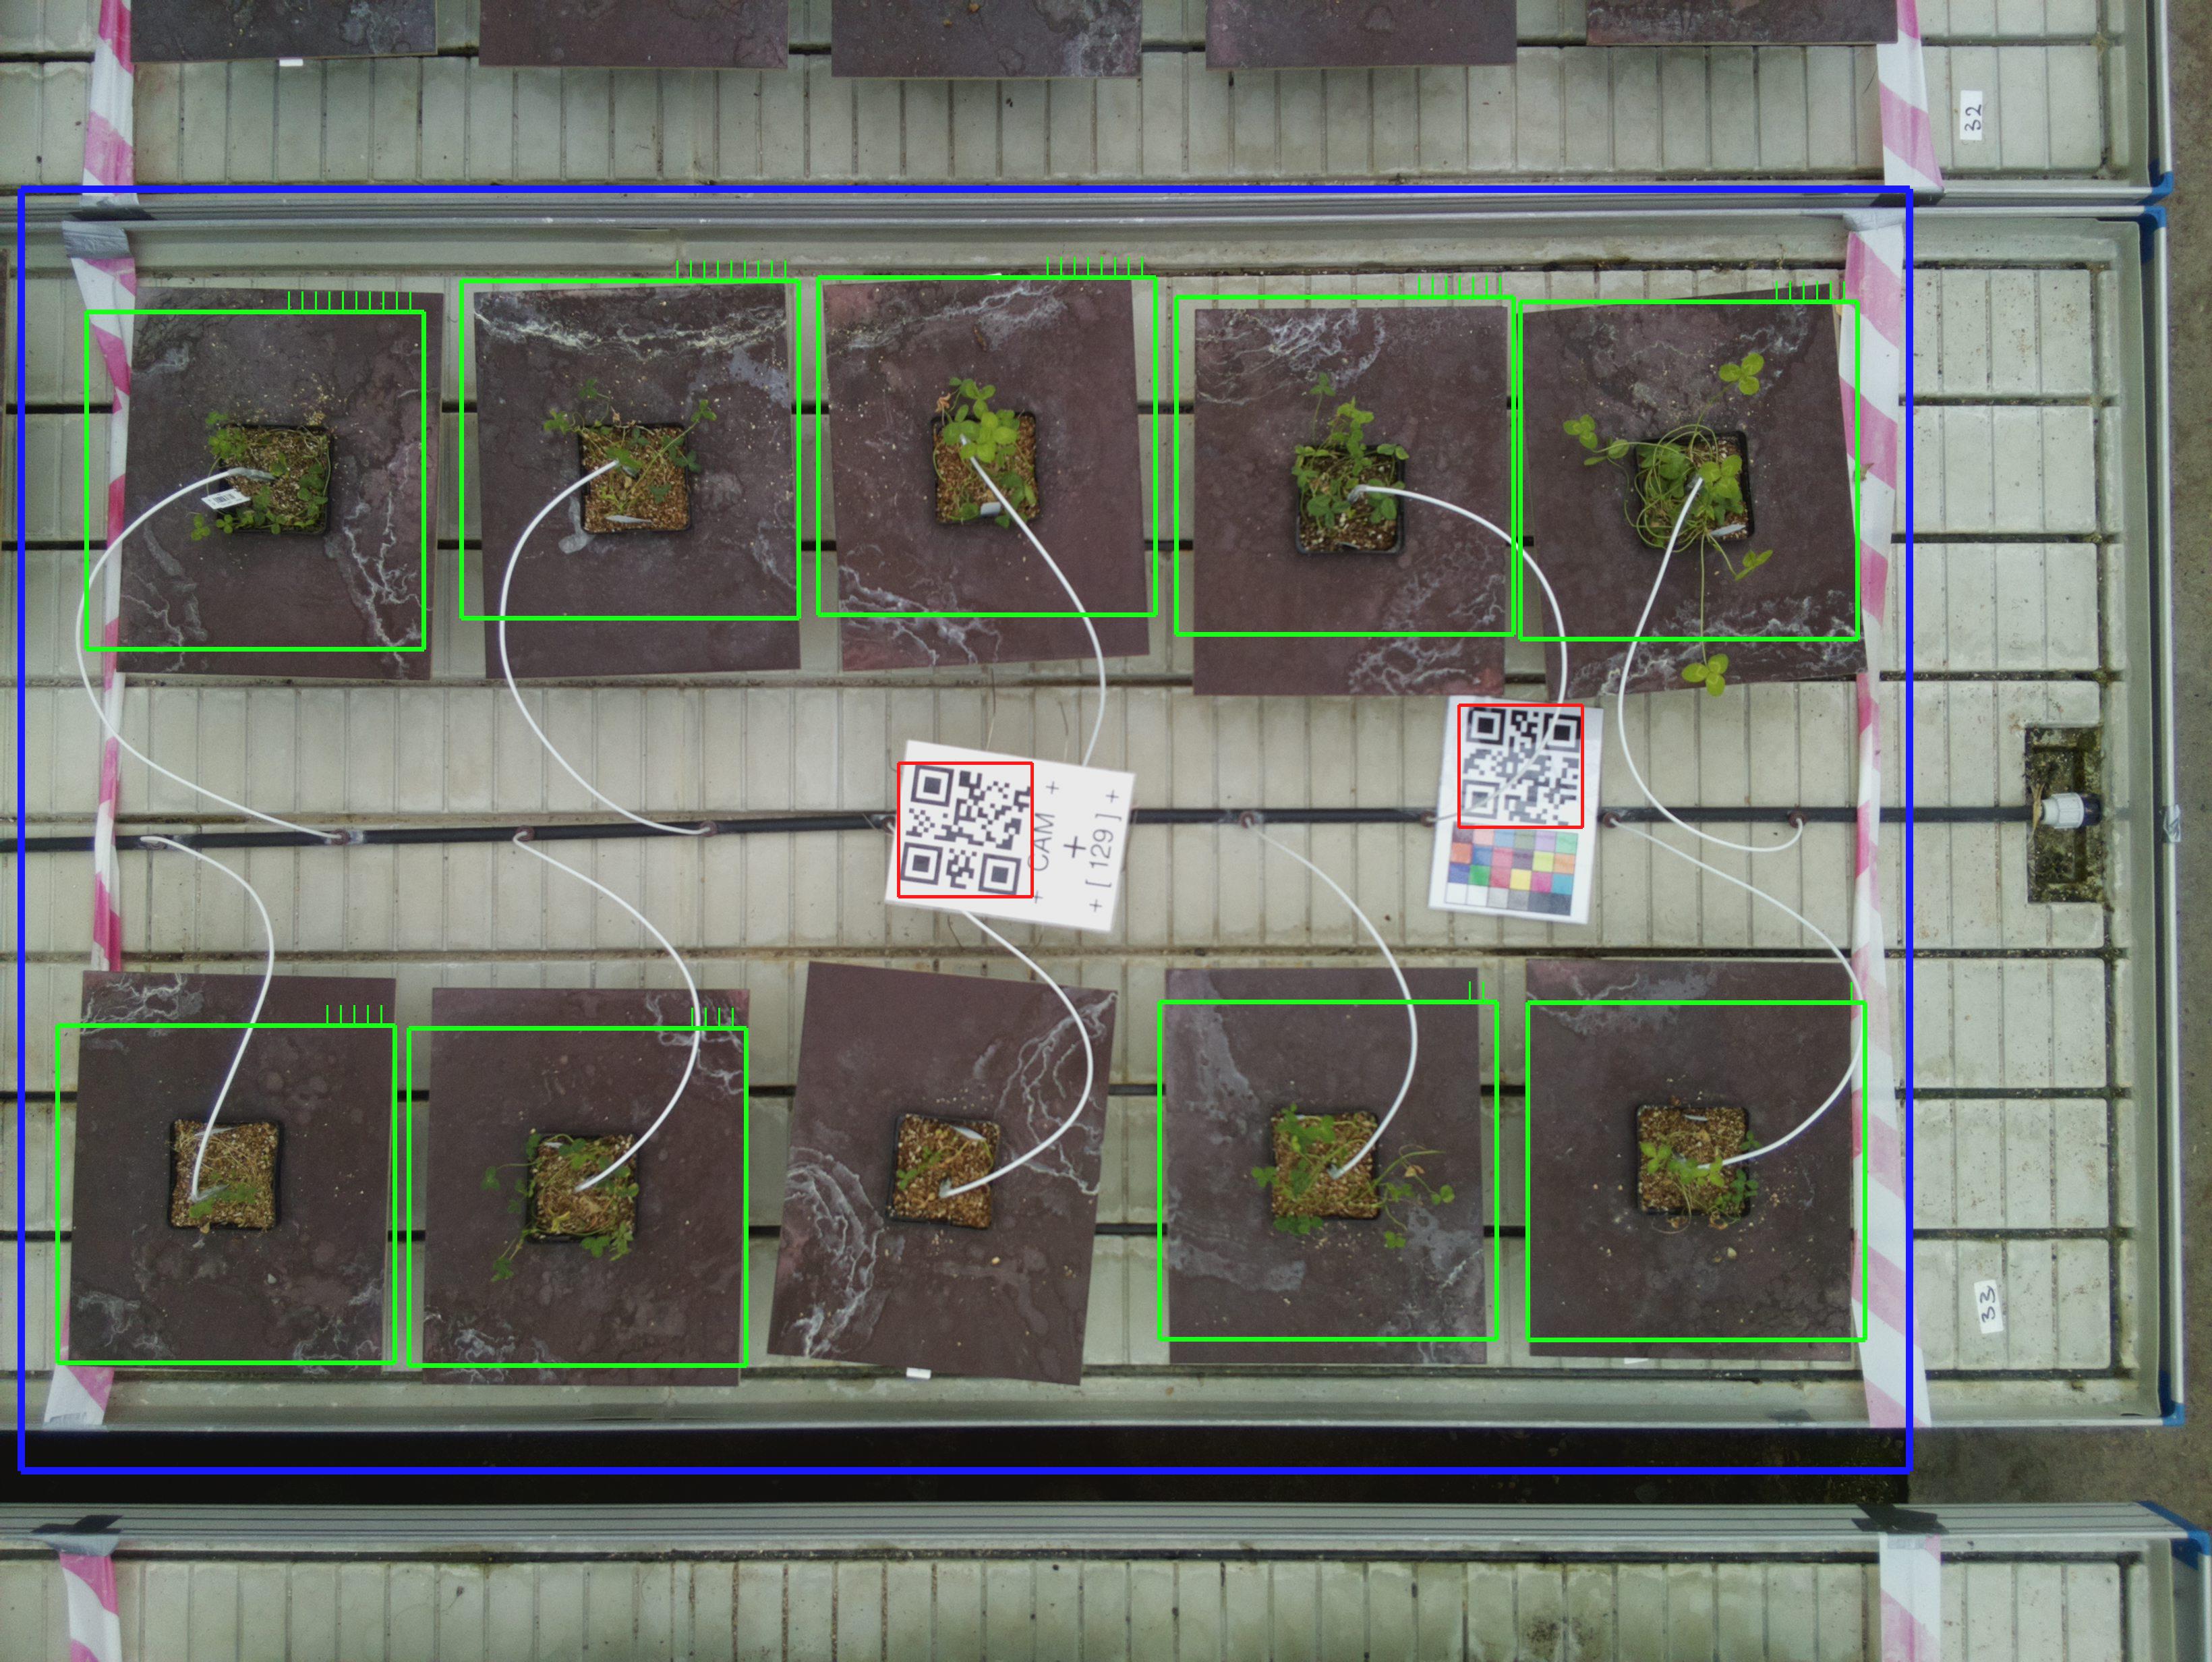 32
+ CAM +
+
+ [ 129 ] +
33